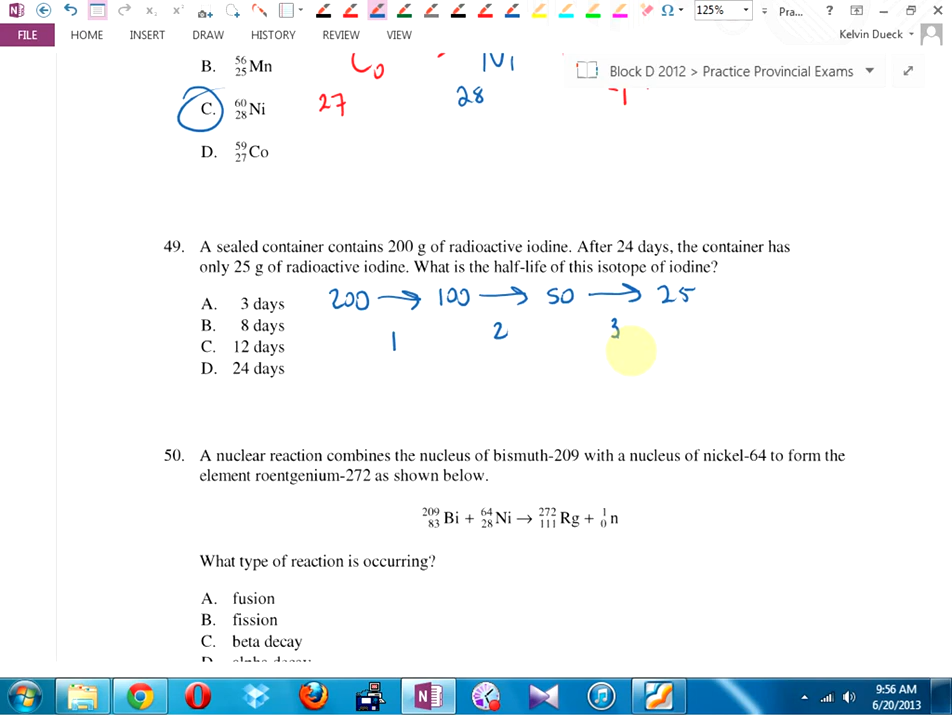 125%
Pra...
?
FILE
HOME
INSERT
DRAW
HISTORY
REVIEW
VIEW
Kelvin Dueck
Block D 2012 > Practice Provincial Exams
B. 56 25 Mn
Co
Ni
C. 60 28 Ni
27
28
-1
D. 59 27 Co
49. A sealed container contains 200 g of radioactive iodine. After 24 days, the container has
only 25 g of radioactive iodine. What is the half-life of this isotope of iodine?
A. 3 days
200 → 100 → 50 → 25
B. 8 days
1 2 3
C. 12 days
D. 24 days
50. A nuclear reaction combines the nucleus of bismuth-209 with a nucleus of nickel-64 to form the
element roentgenium-272 as shown below.
209 83 Bi + 64 28 Ni → 272 111 Rg + 1 0 n
What type of reaction is occurring?
A. fusion
B. fission
C. beta decay
D. alpha decay
9:56 AM
6/20/2013